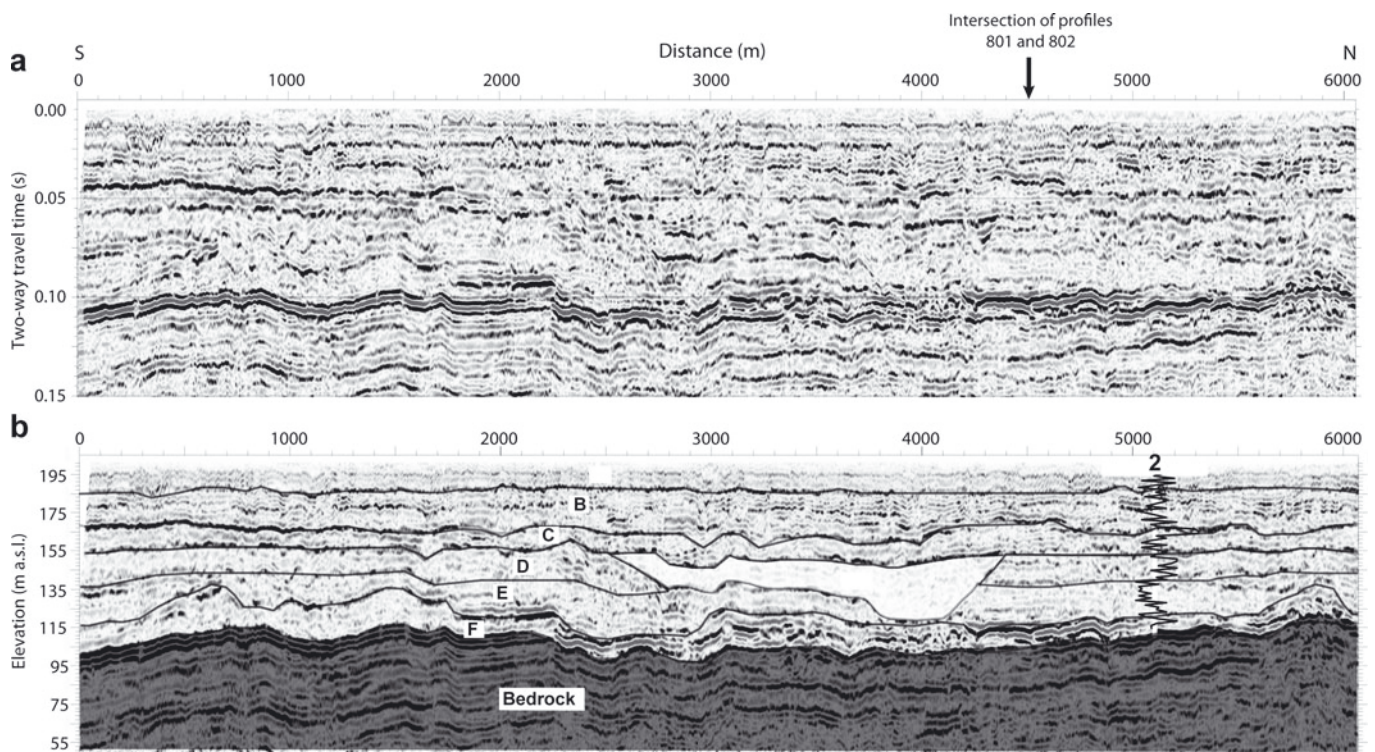 Intersection of profiles
801 and 802
a
S
Distance (m)
N
0 1000 2000 3000 4000 5000 6000
Two-way travel time (s)
0.00
0.05
0.10
0.15
b
0 1000 2000 3000 4000 5000 6000
Elevation (m a.s.l.)
195
175
155
135
115
95
75
55
2
B
C
D
E
F
Bedrock